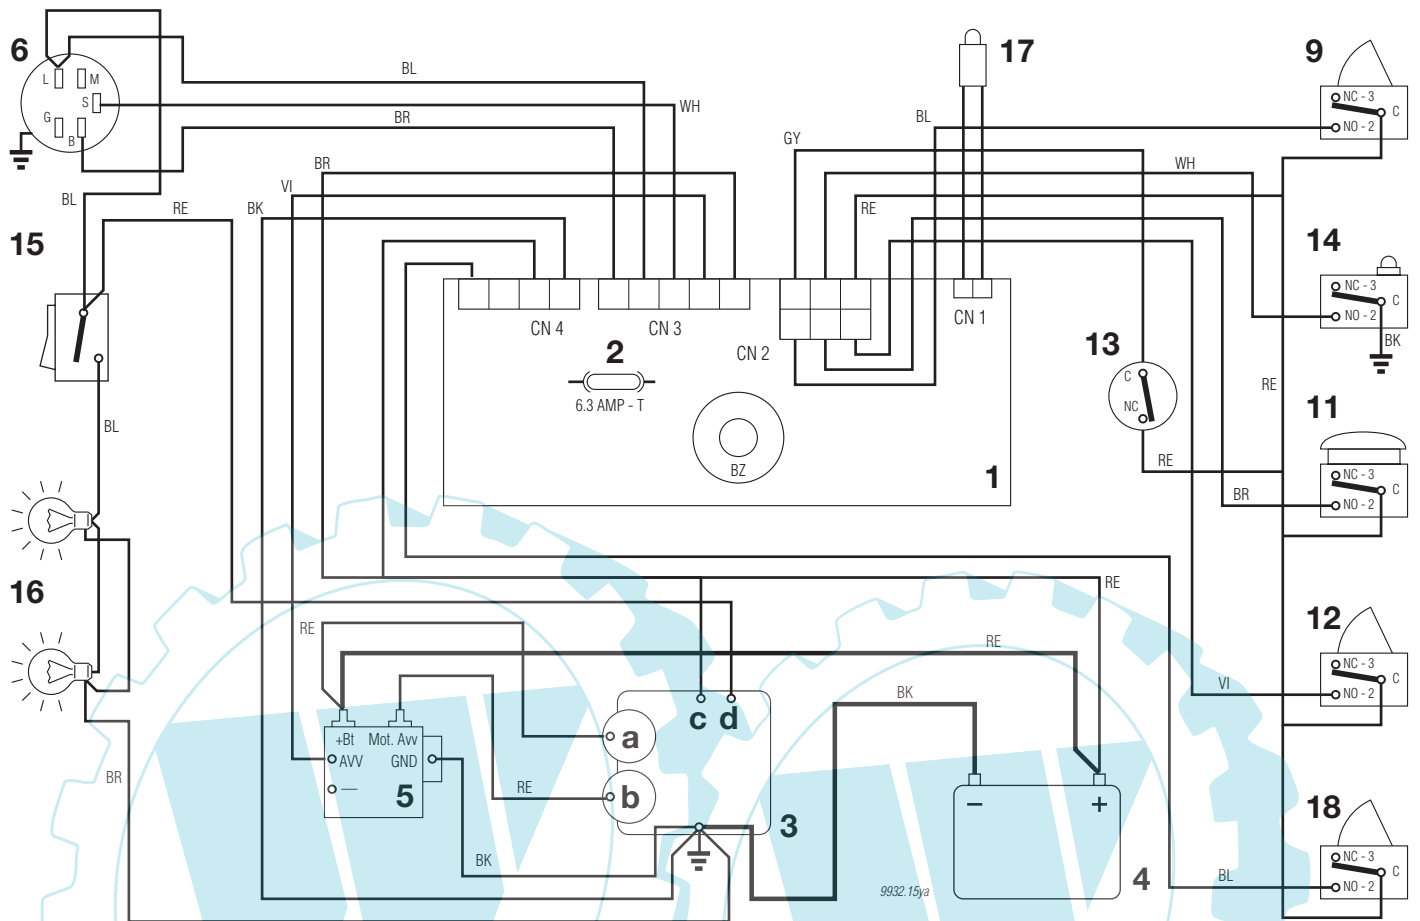 6
L
M
S
G
B
BL
WH
BR
BR
VI
BK
BL
RE
15
17
BL
GY
WH
RE
9
NC - 3
C
NO - 2
14
NC - 3
C
NO - 2
BK
CN 4
CN 3
CN 2
CN 1
2
6.3 AMP - T
BZ
1
13
C
NC
RE
RE
11
NC - 3
C
NO - 2
BR
BL
16
RE
RE
RE
12
NC - 3
C
NO - 2
VI
BK
c d
a
b
+Bt Mot. Avv
AVV GND
—
5
RE
3
BR
BK
− +
4
9932.15ya
18
NC - 3
C
NO - 2
BL